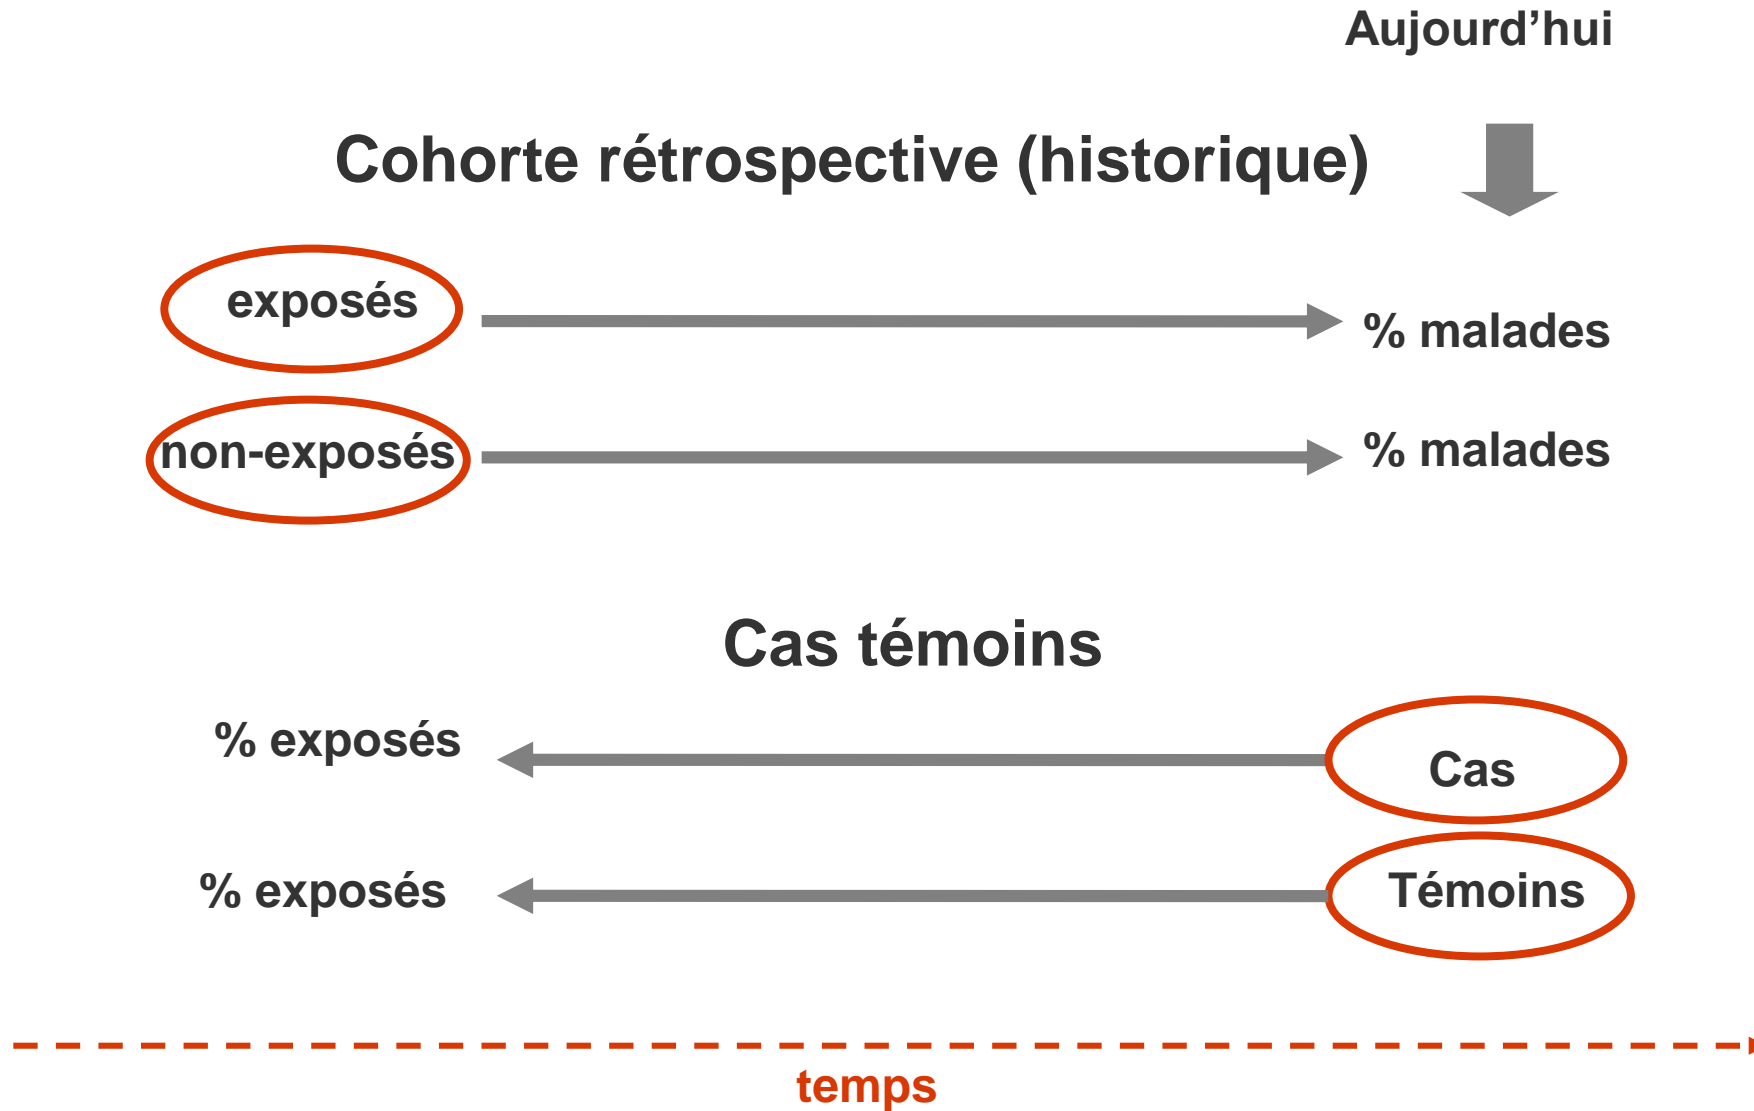 Aujourd’hui
Cohorte rétrospective (historique)
exposés
% malades
non-exposés
% malades
Cas témoins
% exposés
Cas
% exposés
Témoins
temps